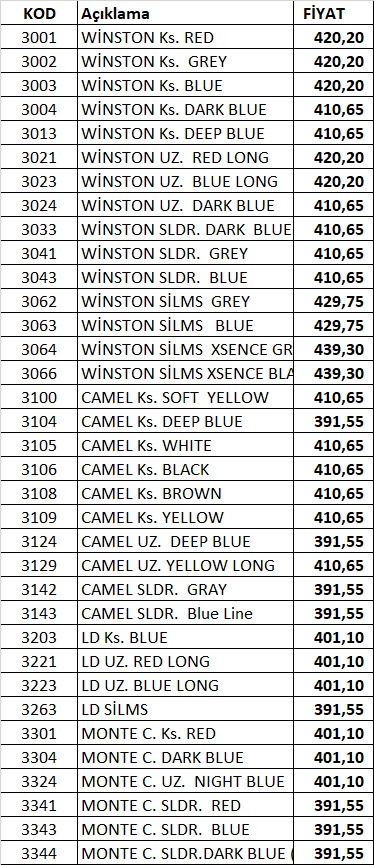 KOD Açıklama FİYAT
3001 WİNSTON Ks. RED 420,20
3002 WİNSTON Ks.  GREY 420,20
3003 WİNSTON Ks. BLUE 420,20
3004 WİNSTON Ks. DARK BLUE 410,65
3013 WİNSTON Ks. DEEP BLUE 410,65
3021 WİNSTON UZ.  RED LONG 420,20
3023 WİNSTON UZ.  BLUE LONG 420,20
3024 WİNSTON UZ.  DARK BLUE 410,65
3033 WİNSTON SLDR. DARK  BLUE 410,65
3041 WİNSTON SLDR.  GREY 410,65
3043 WİNSTON SLDR.  BLUE 410,65
3062 WİNSTON SİLMS  GREY 429,75
3063 WİNSTON SİLMS   BLUE 429,75
3064 WİNSTON SİLMS  XSENCE GR 439,30
3066 WİNSTON SİLMS XSENCE BLA 439,30
3100 CAMEL Ks. SOFT  YELLOW 410,65
3104 CAMEL Ks. DEEP BLUE 391,55
3105 CAMEL Ks. WHITE 410,65
3106 CAMEL Ks. BLACK 410,65
3108 CAMEL Ks. BROWN 410,65
3109 CAMEL Ks. YELLOW 410,65
3124 CAMEL UZ.  DEEP BLUE 391,55
3129 CAMEL UZ. YELLOW LONG 410,65
3142 CAMEL SLDR.  GRAY 391,55
3143 CAMEL SLDR.  Blue Line 391,55
3203 LD Ks. BLUE 401,10
3221 LD UZ. RED LONG 401,10
3223 LD UZ. BLUE LONG 401,10
3263 LD SİLMS 391,55
3301 MONTE C. Ks. RED 401,10
3304 MONTE C. DARK BLUE 401,10
3324 MONTE C. UZ.  NIGHT BLUE 401,10
3341 MONTE C. SLDR.  RED 391,55
3343 MONTE C. SLDR.  BLUE 391,55
3344 MONTE C. SLDR.DARK BLUE ( 391,55